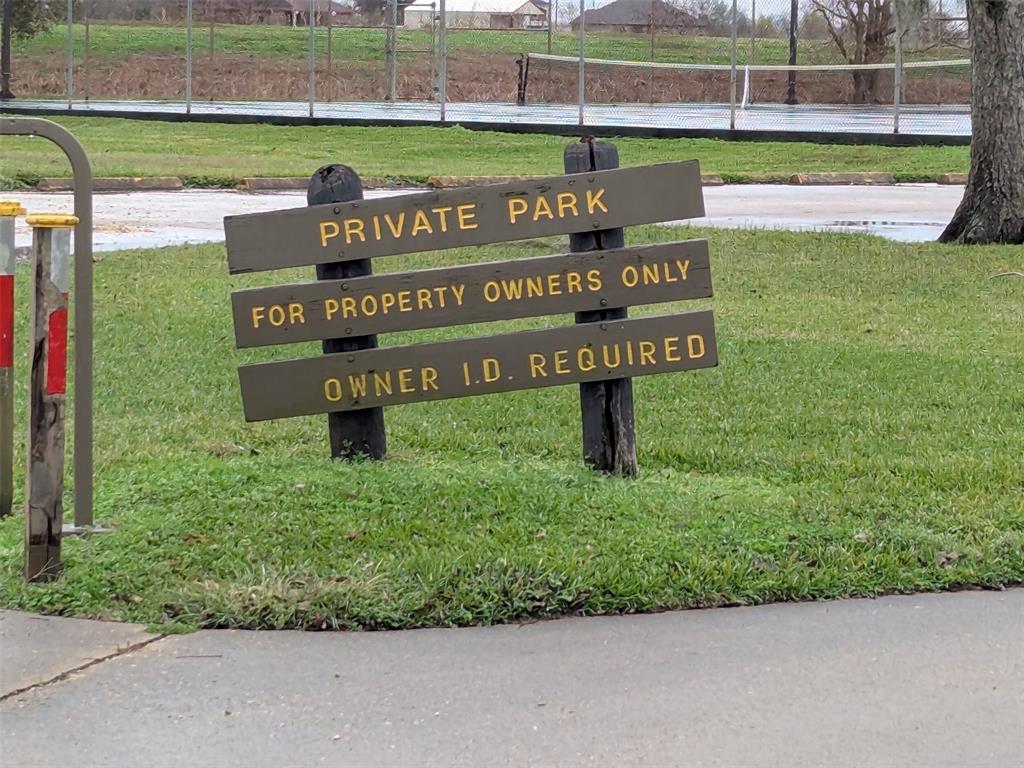 PRIVATE PARK
FOR PROPERTY OWNERS ONLY
OWNER I.D. REQUIRED